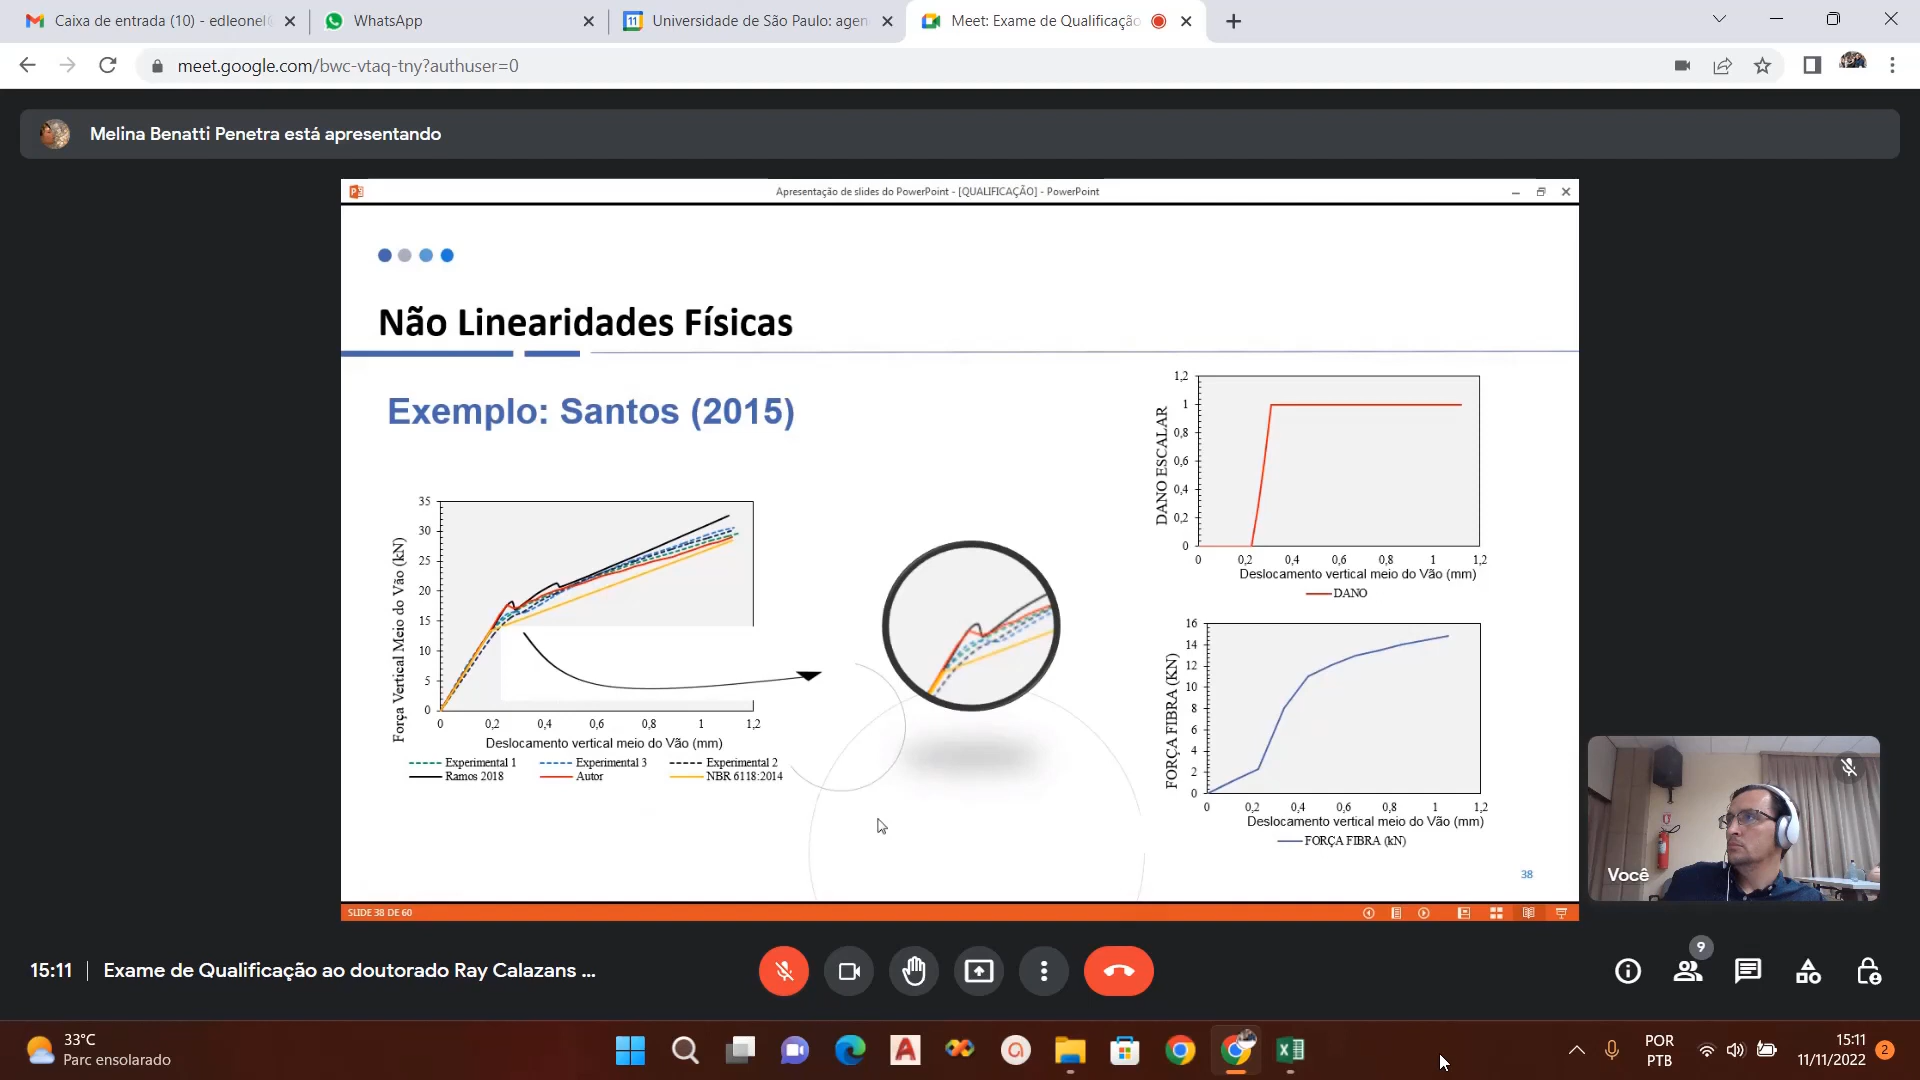 Caixa de entrada (10) - edleonel
WhatsApp
Universidade de São Paulo: agen
Meet: Exame de Qualificação
meet.google.com/bwc-vtaq-tny?authuser=0
Melina Benatti Penetra está apresentando
Apresentação de slides do PowerPoint - [QUALIFICAÇÃO] - PowerPoint
Não Linearidades Físicas
Exemplo: Santos (2015)
Força Vertical Meio do Vão (kN)
35
30
25
20
15
10
5
0
0 0,2 0,4 0,6 0,8 1 1,2
Deslocamento vertical meio do Vão (mm)
Experimental 1 Experimental 3 Experimental 2
Ramos 2018 Autor NBR 6118:2014
DANO ESCALAR
1,2
1
0,8
0,6
0,4
0,2
0
0 0,2 0,4 0,6 0,8 1 1,2
Deslocamento vertical meio do Vão (mm)
DANO
FORÇA FIBRA (KN)
16
14
12
10
8
6
4
2
0
0 0,2 0,4 0,6 0,8 1 1,2
Deslocamento vertical meio do Vão (mm)
FORÇA FIBRA (kN)
38
SLIDE 38 DE 60
Você
15:11 Exame de Qualificação ao doutorado Ray Calazans ...
9
33°C
Parc ensolarado
POR
PTB
15:11
11/11/2022
2